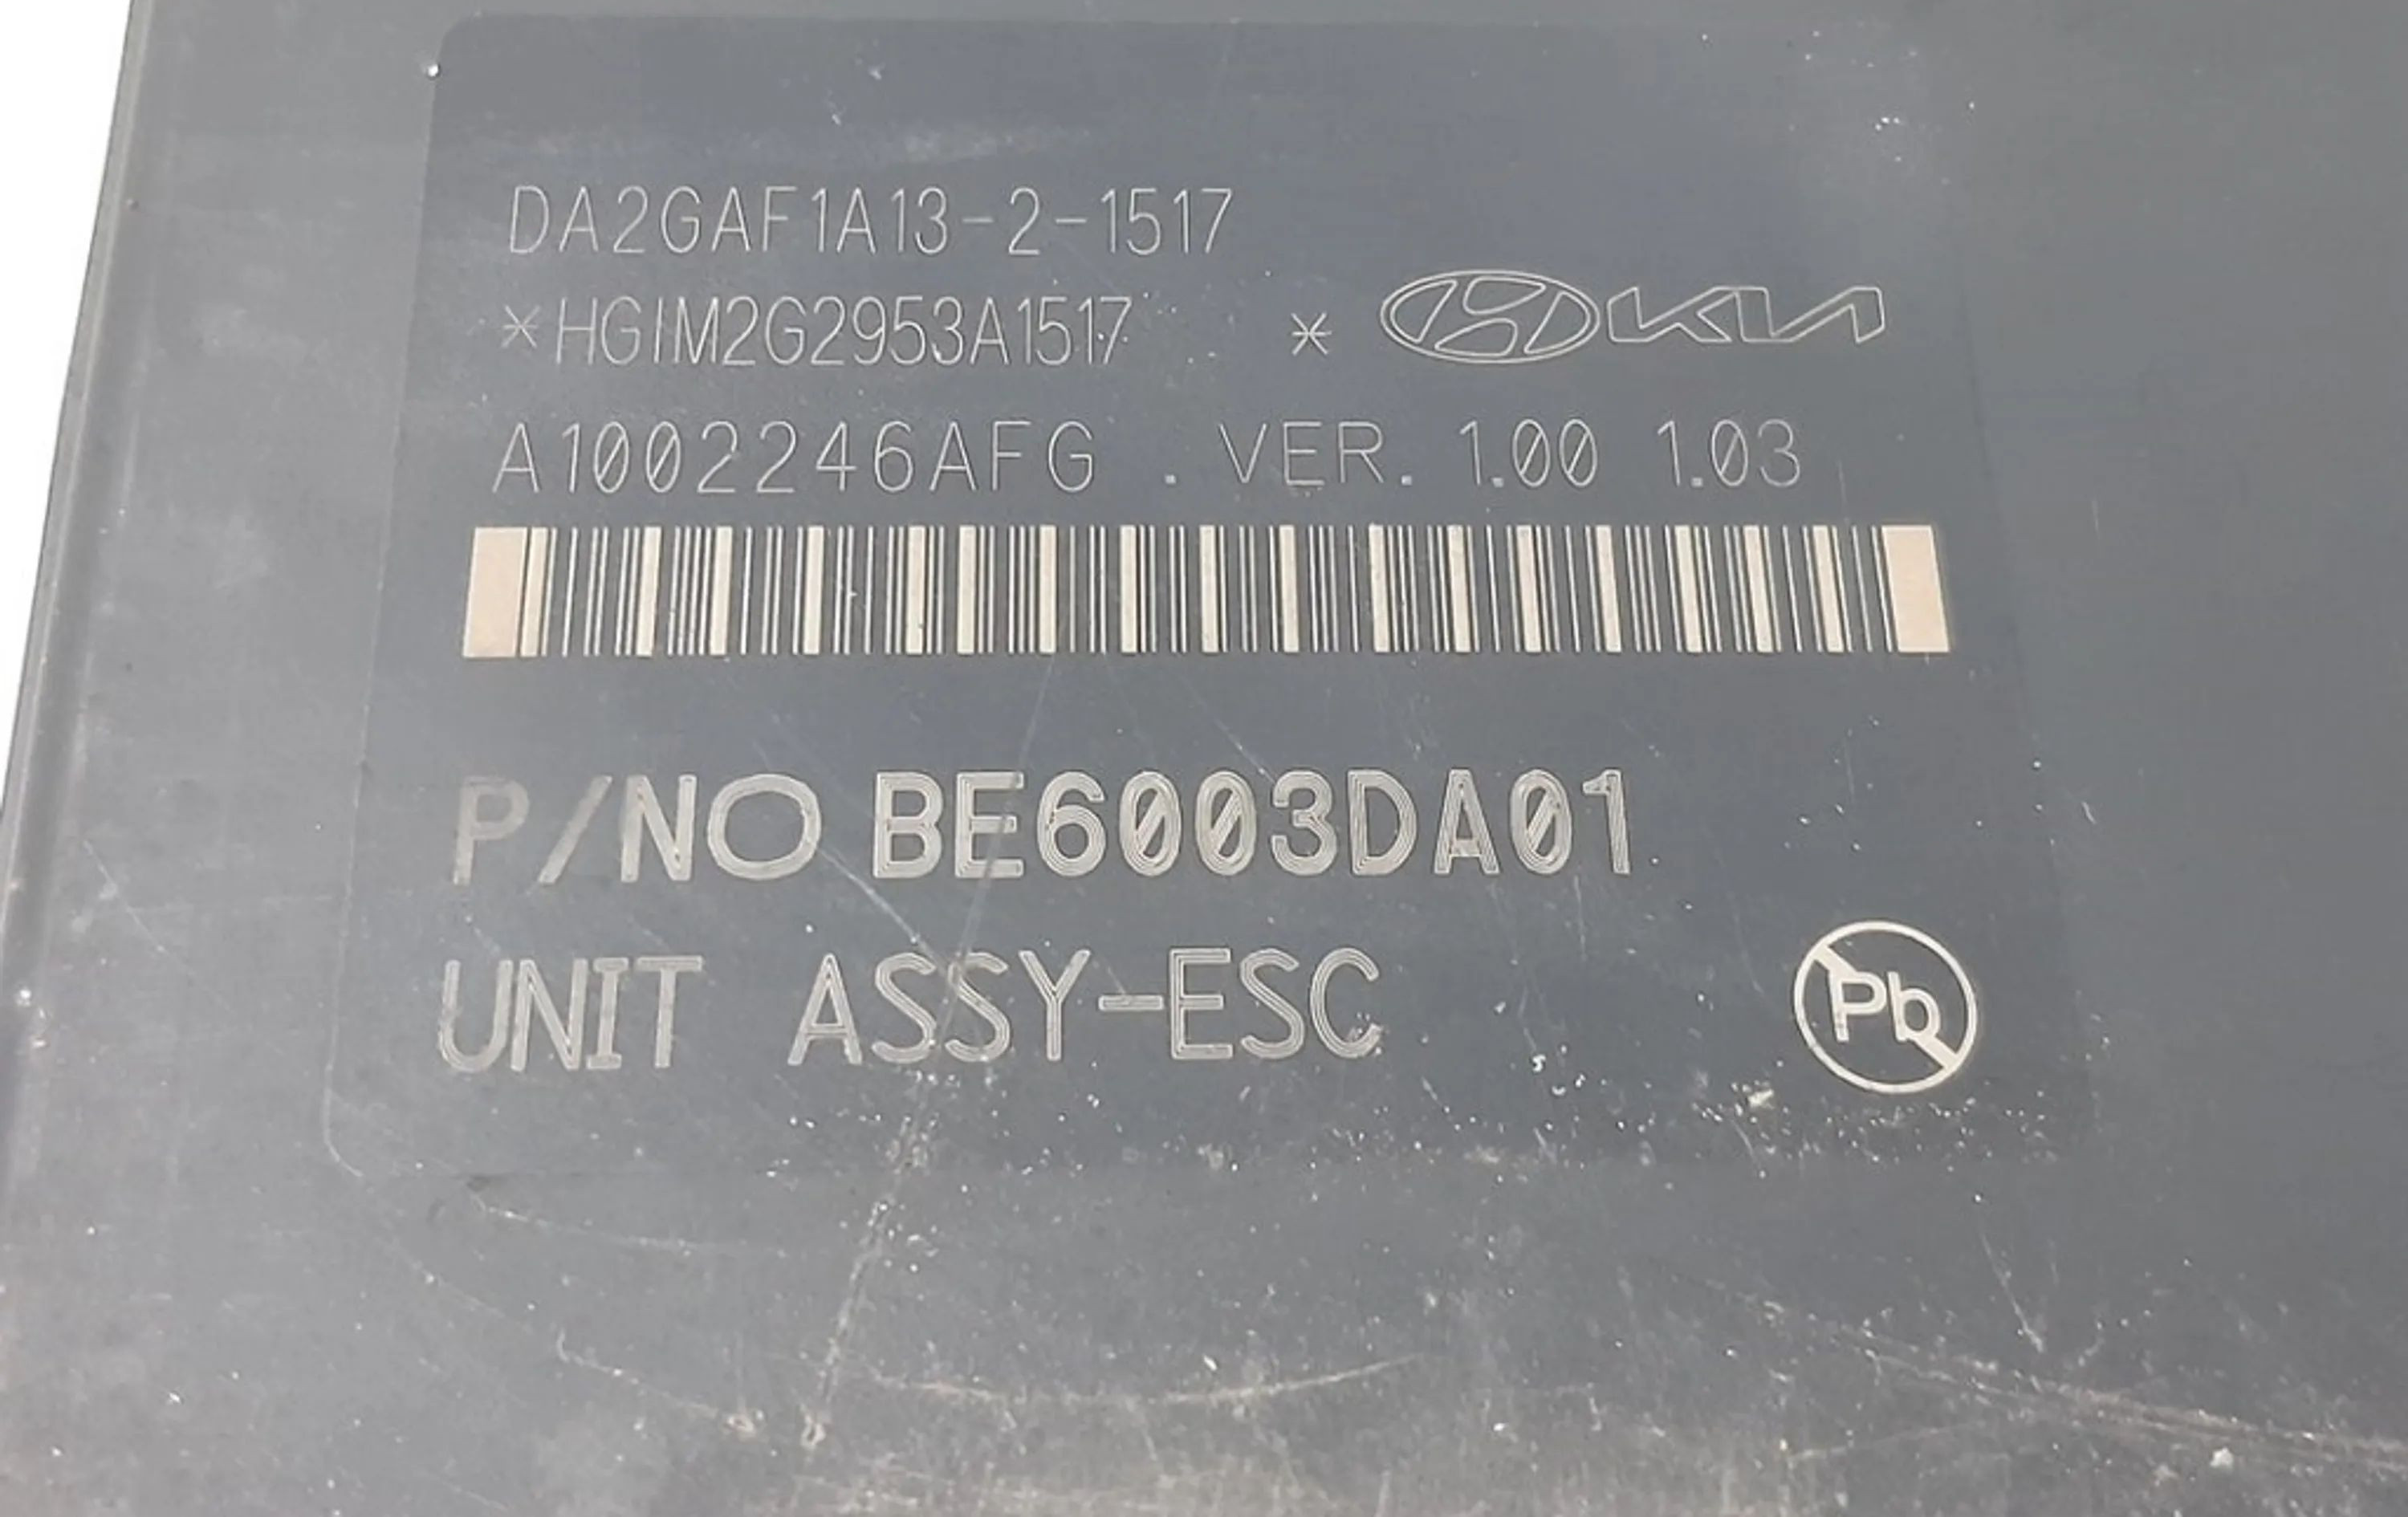 DA2GAF1A13-2-1517
*HGIM2G2953A1517 * KIA
A1002246AFG . VER. 1.00 1.03
P/NO BE6003DA01
UNIT ASSY-ESC
Pb